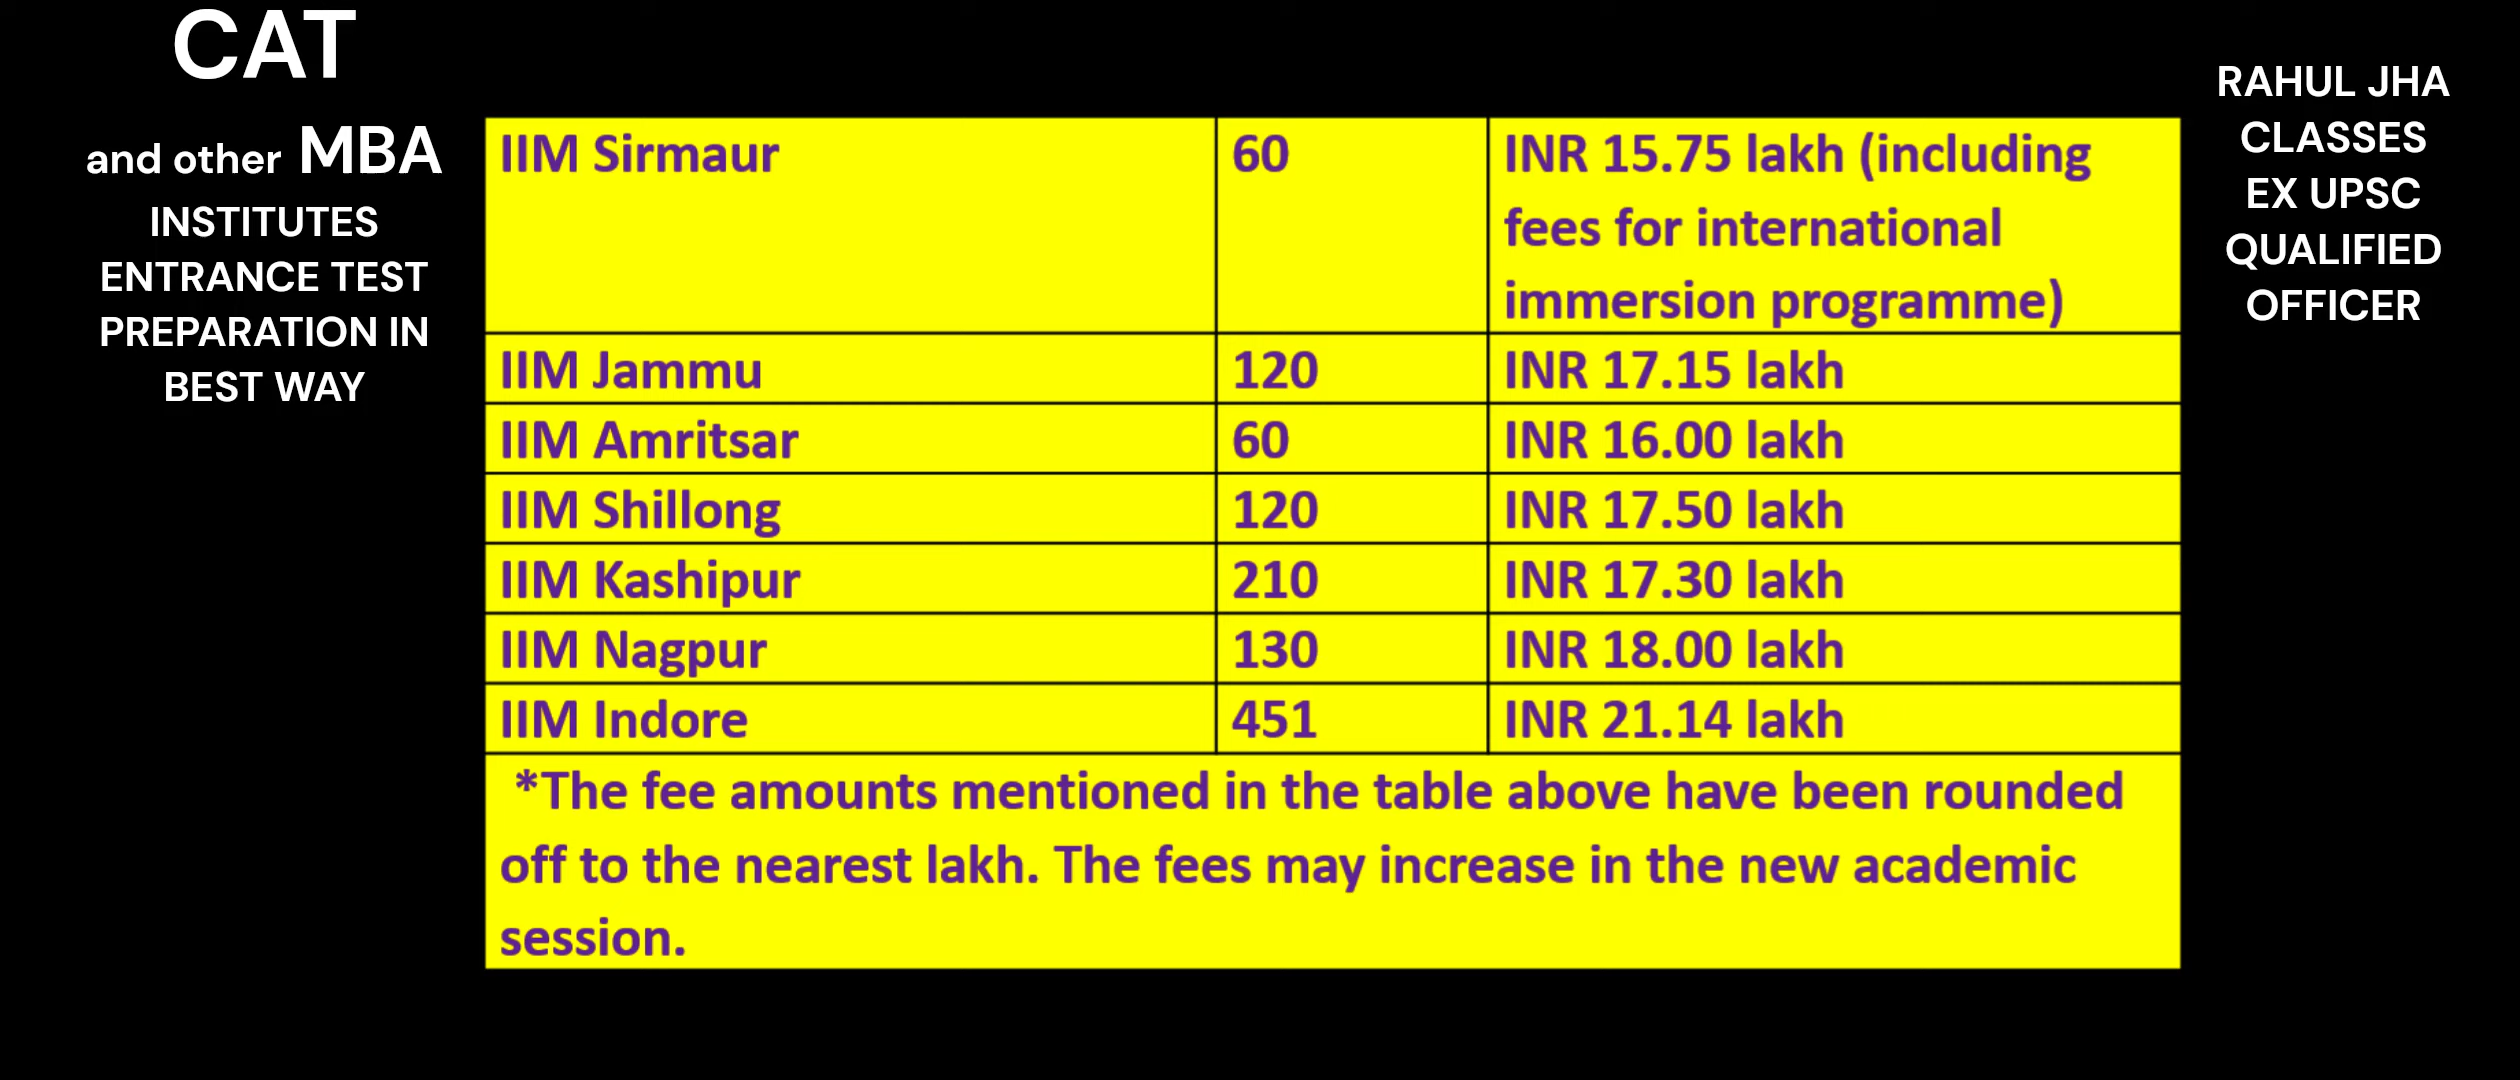 CAT
and other MBA
INSTITUTES
ENTRANCE TEST
PREPARATION IN
BEST WAY
IIM Sirmaur 60 INR 15.75 lakh (including
fees for international
immersion programme)
IIM Jammu 120 INR 17.15 lakh
IIM Amritsar 60 INR 16.00 lakh
IIM Shillong 120 INR 17.50 lakh
IIM Kashipur 210 INR 17.30 lakh
IIM Nagpur 130 INR 18.00 lakh
IIM Indore 451 INR 21.14 lakh
*The fee amounts mentioned in the table above have been rounded
off to the nearest lakh. The fees may increase in the new academic
session.
RAHUL JHA
CLASSES
EX UPSC
QUALIFIED
OFFICER